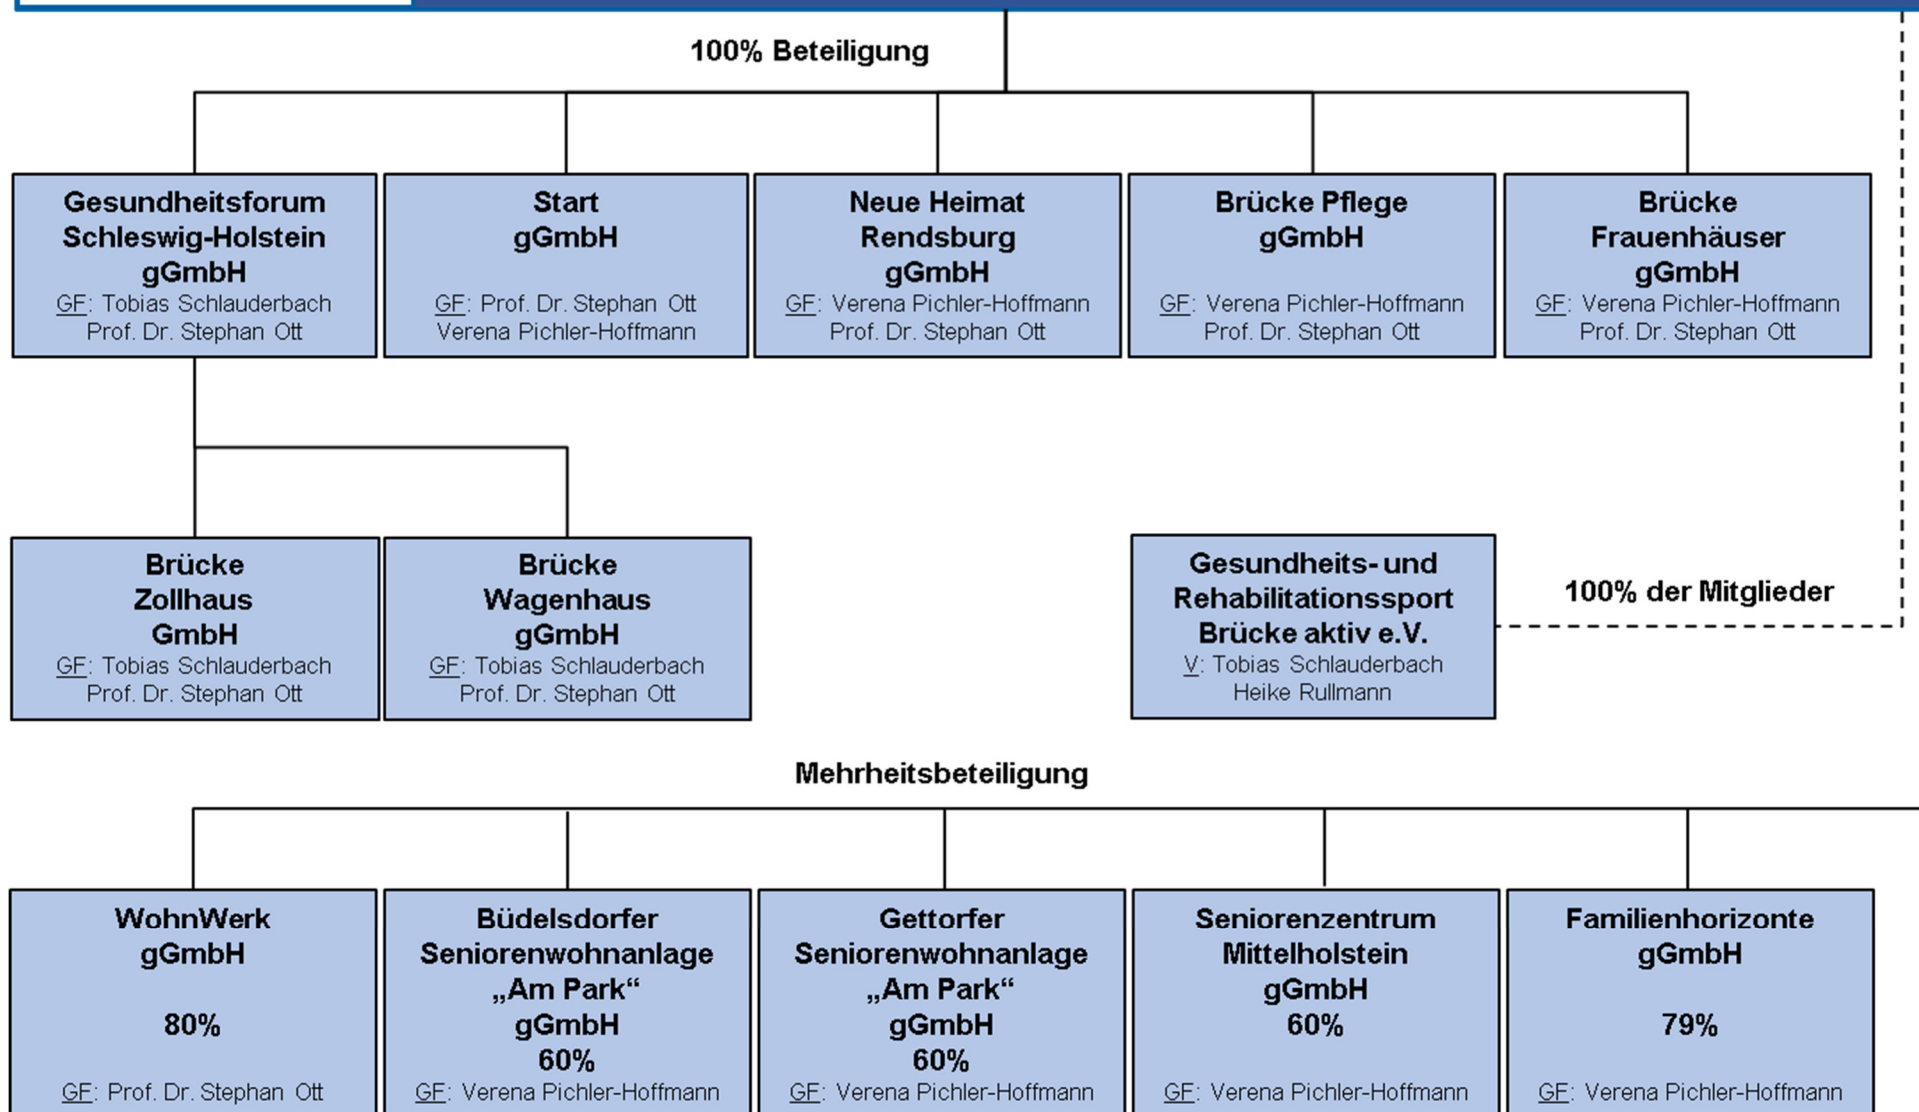 100% Beteiligung
Gesundheitsforum
Schleswig-Holstein
gGmbH
GF: Tobias Schlauderbach
Prof. Dr. Stephan Ott
Start
gGmbH
GF: Prof. Dr. Stephan Ott
Verena Pichler-Hoffmann
Neue Heimat
Rendsburg
gGmbH
GF: Verena Pichler-Hoffmann
Prof. Dr. Stephan Ott
Brücke Pflege
gGmbH
GF: Verena Pichler-Hoffmann
Prof. Dr. Stephan Ott
Brücke
Frauenhäuser
gGmbH
GF: Verena Pichler-Hoffmann
Prof. Dr. Stephan Ott
Brücke
Zollhaus
GmbH
GF: Tobias Schlauderbach
Prof. Dr. Stephan Ott
Brücke
Wagenhaus
gGmbH
GF: Tobias Schlauderbach
Prof. Dr. Stephan Ott
Gesundheits- und
Rehabilitationssport
Brücke aktiv e.V.
V: Tobias Schlauderbach
Heike Rullmann
100% der Mitglieder
Mehrheitsbeteiligung
WohnWerk
gGmbH
80%
GF: Prof. Dr. Stephan Ott
Büdelsdorfer
Seniorenwohnanlage
„Am Park“
gGmbH
60%
GF: Verena Pichler-Hoffmann
Gettorfer
Seniorenwohnanlage
„Am Park“
gGmbH
60%
GF: Verena Pichler-Hoffmann
Seniorenzentrum
Mittelholstein
gGmbH
60%
GF: Verena Pichler-Hoffmann
Familienhorizonte
gGmbH
79%
GF: Verena Pichler-Hoffmann